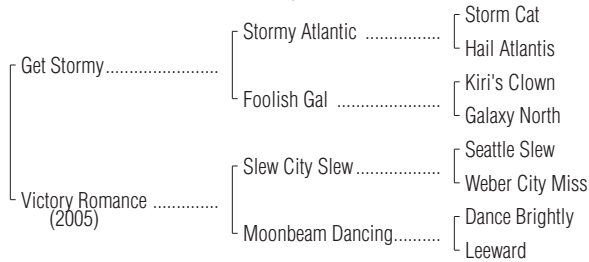 Storm Cat
Stormy Atlantic ..................
Hail Atlantis
Get Stormy.......................
Kiri's Clown
Foolish Gal .........................
Galaxy North
Seattle Slew
Slew City Slew....................
Weber City Miss
Victory Romance ..............
(2005)
Dance Brightly
Moonbeam Dancing..........
Leeward